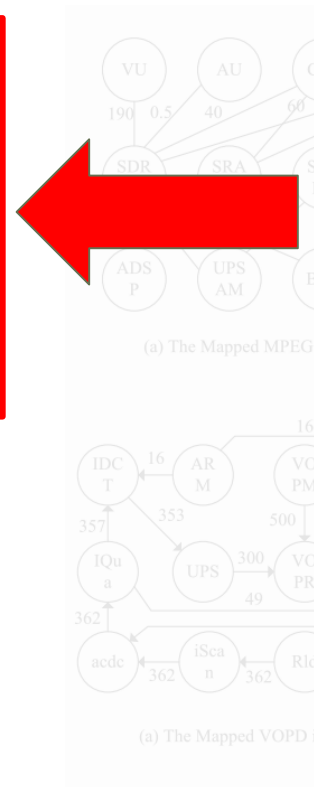 VU AU
190 0.5 40 60
SDR SRA
ADS
P
UPS
AM
(a) The Mapped MPEG
16
IDC
T
16
AR
M
VO
PM
357 353 500
IQu
a
UPS
300
VO
PR
49
362
acdc
362
iSca
n
362
Rle
(a) The Mapped VOPD